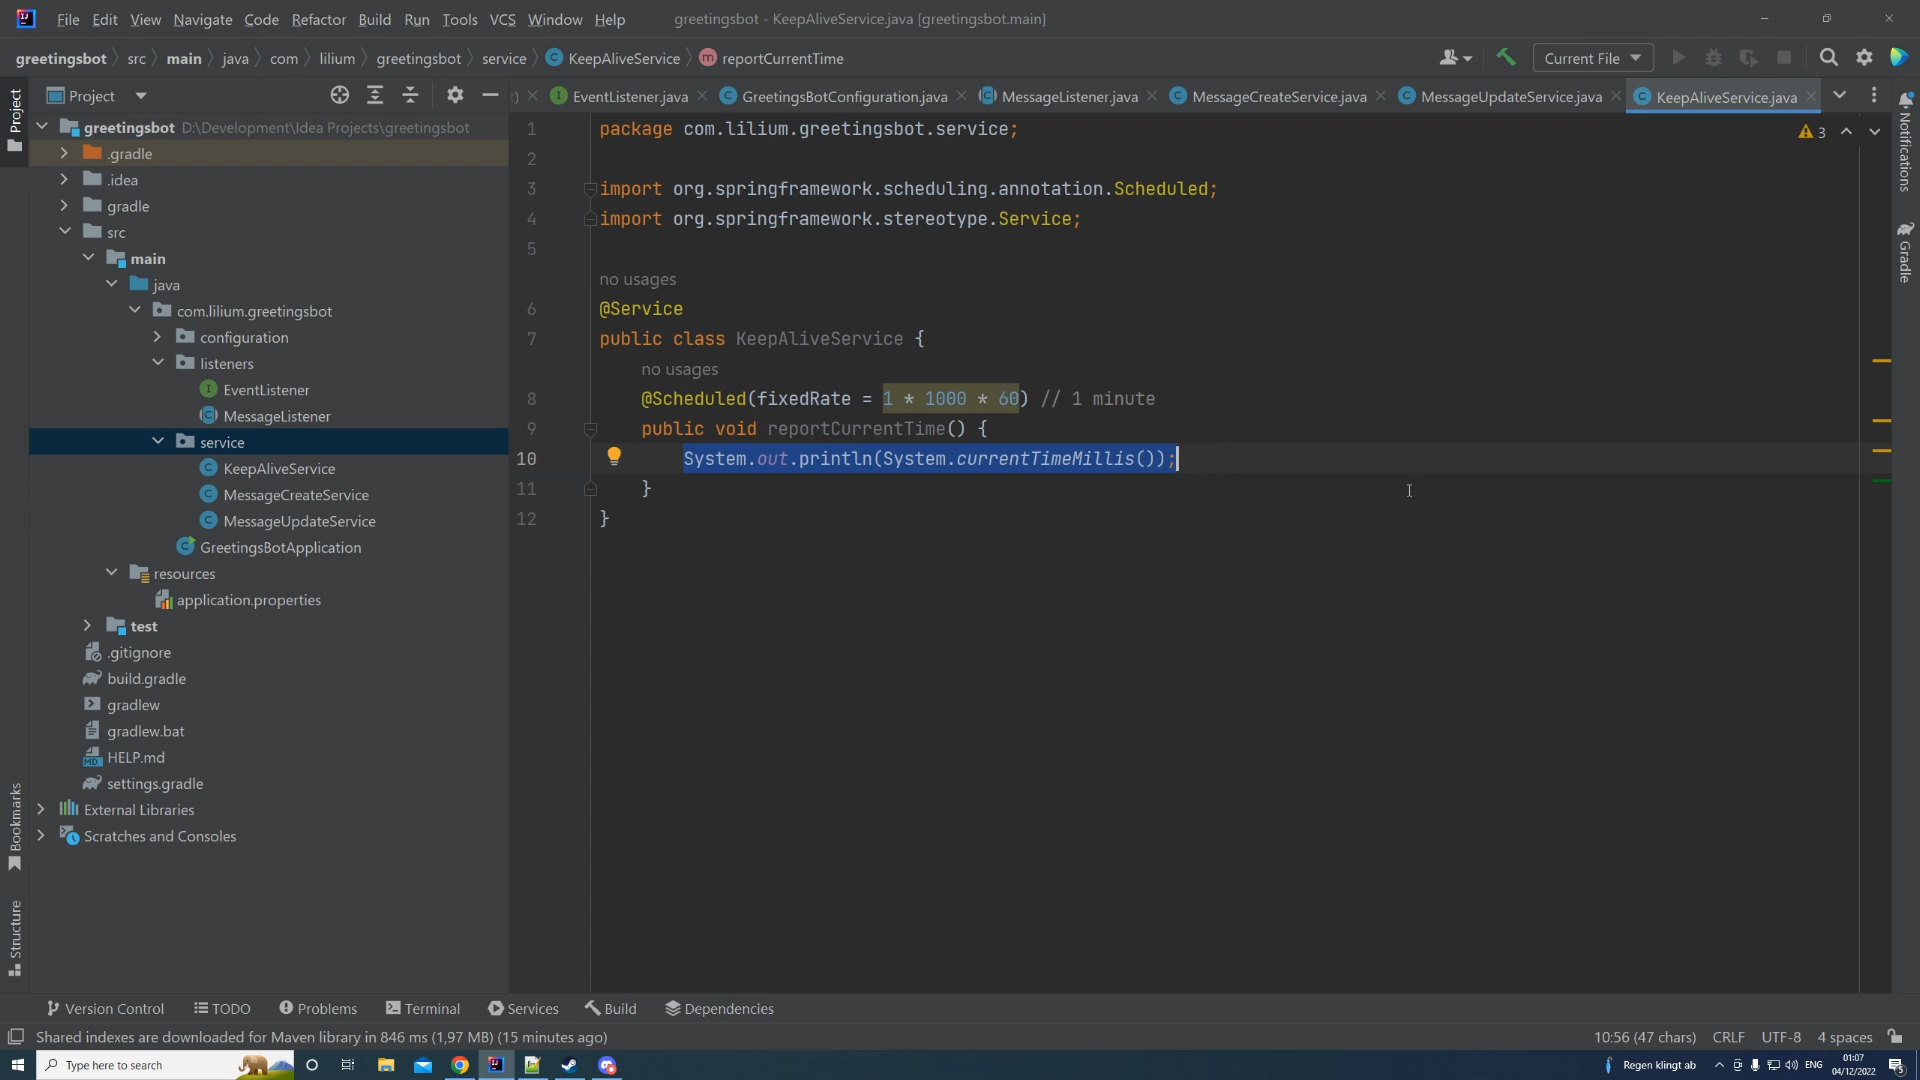 File Edit View Navigate Code Refactor Build Run Tools VCS Window Help greetingsbot - KeepAliveService.java [greetingsbot.main]
greetingsbot src main java com lilium greetingsbot service KeepAliveService reportCurrentTime Current File
Project
EventListener.java GreetingsBotConfiguration.java MessageListener.java MessageCreateService.java MessageUpdateService.java KeepAliveService.java
Project
Bookmarks
Structure
greetingsbot D:\Development\Idea Projects\greetingsbot
.gradle
.idea
gradle
src
main
java
com.lilium.greetingsbot
configuration
listeners
EventListener
MessageListener
service
KeepAliveService
MessageCreateService
MessageUpdateService
GreetingsBotApplication
resources
application.properties
test
.gitignore
build.gradle
gradlew
gradlew.bat
HELP.md
settings.gradle
External Libraries
Scratches and Consoles
1 package com.lilium.greetingsbot.service;
2
3 import org.springframework.scheduling.annotation.Scheduled;
4 import org.springframework.stereotype.Service;
5
no usages
6 @Service
7 public class KeepAliveService {
no usages
8 @Scheduled(fixedRate = 1 * 1000 * 60) // 1 minute
9 public void reportCurrentTime() {
10 System.out.println(System.currentTimeMillis());
11 }
12 }
3
Notifications
Gradle
Version Control TODO Problems Terminal Services Build Dependencies
Shared indexes are downloaded for Maven library in 846 ms (1,97 MB) (15 minutes ago) 10:56 (47 chars) CRLF UTF-8 4 spaces
Type here to search Regen klingt ab ENG 01:07
04/12/2022 5